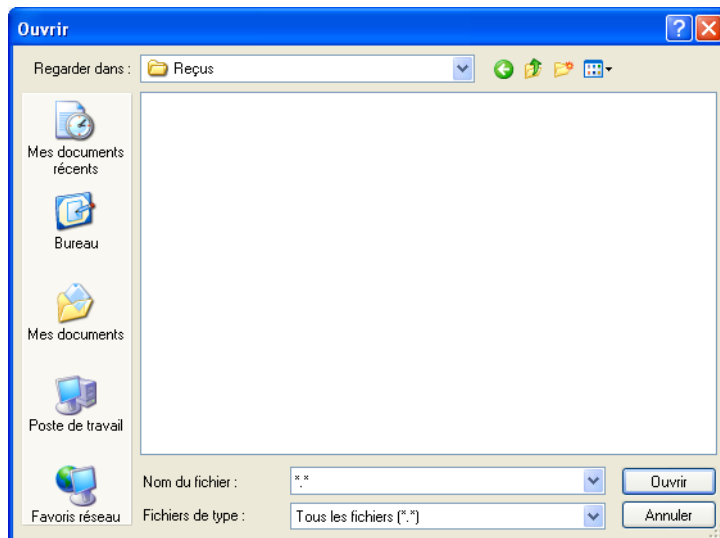 Ouvrir
Regarder dans :
Reçus
Mes documents
récents
Bureau
Mes documents
Poste de travail
Favoris réseau
Nom du fichier :
*.*
Ouvrir
Fichiers de type :
Tous les fichiers (*.*)
Annuler